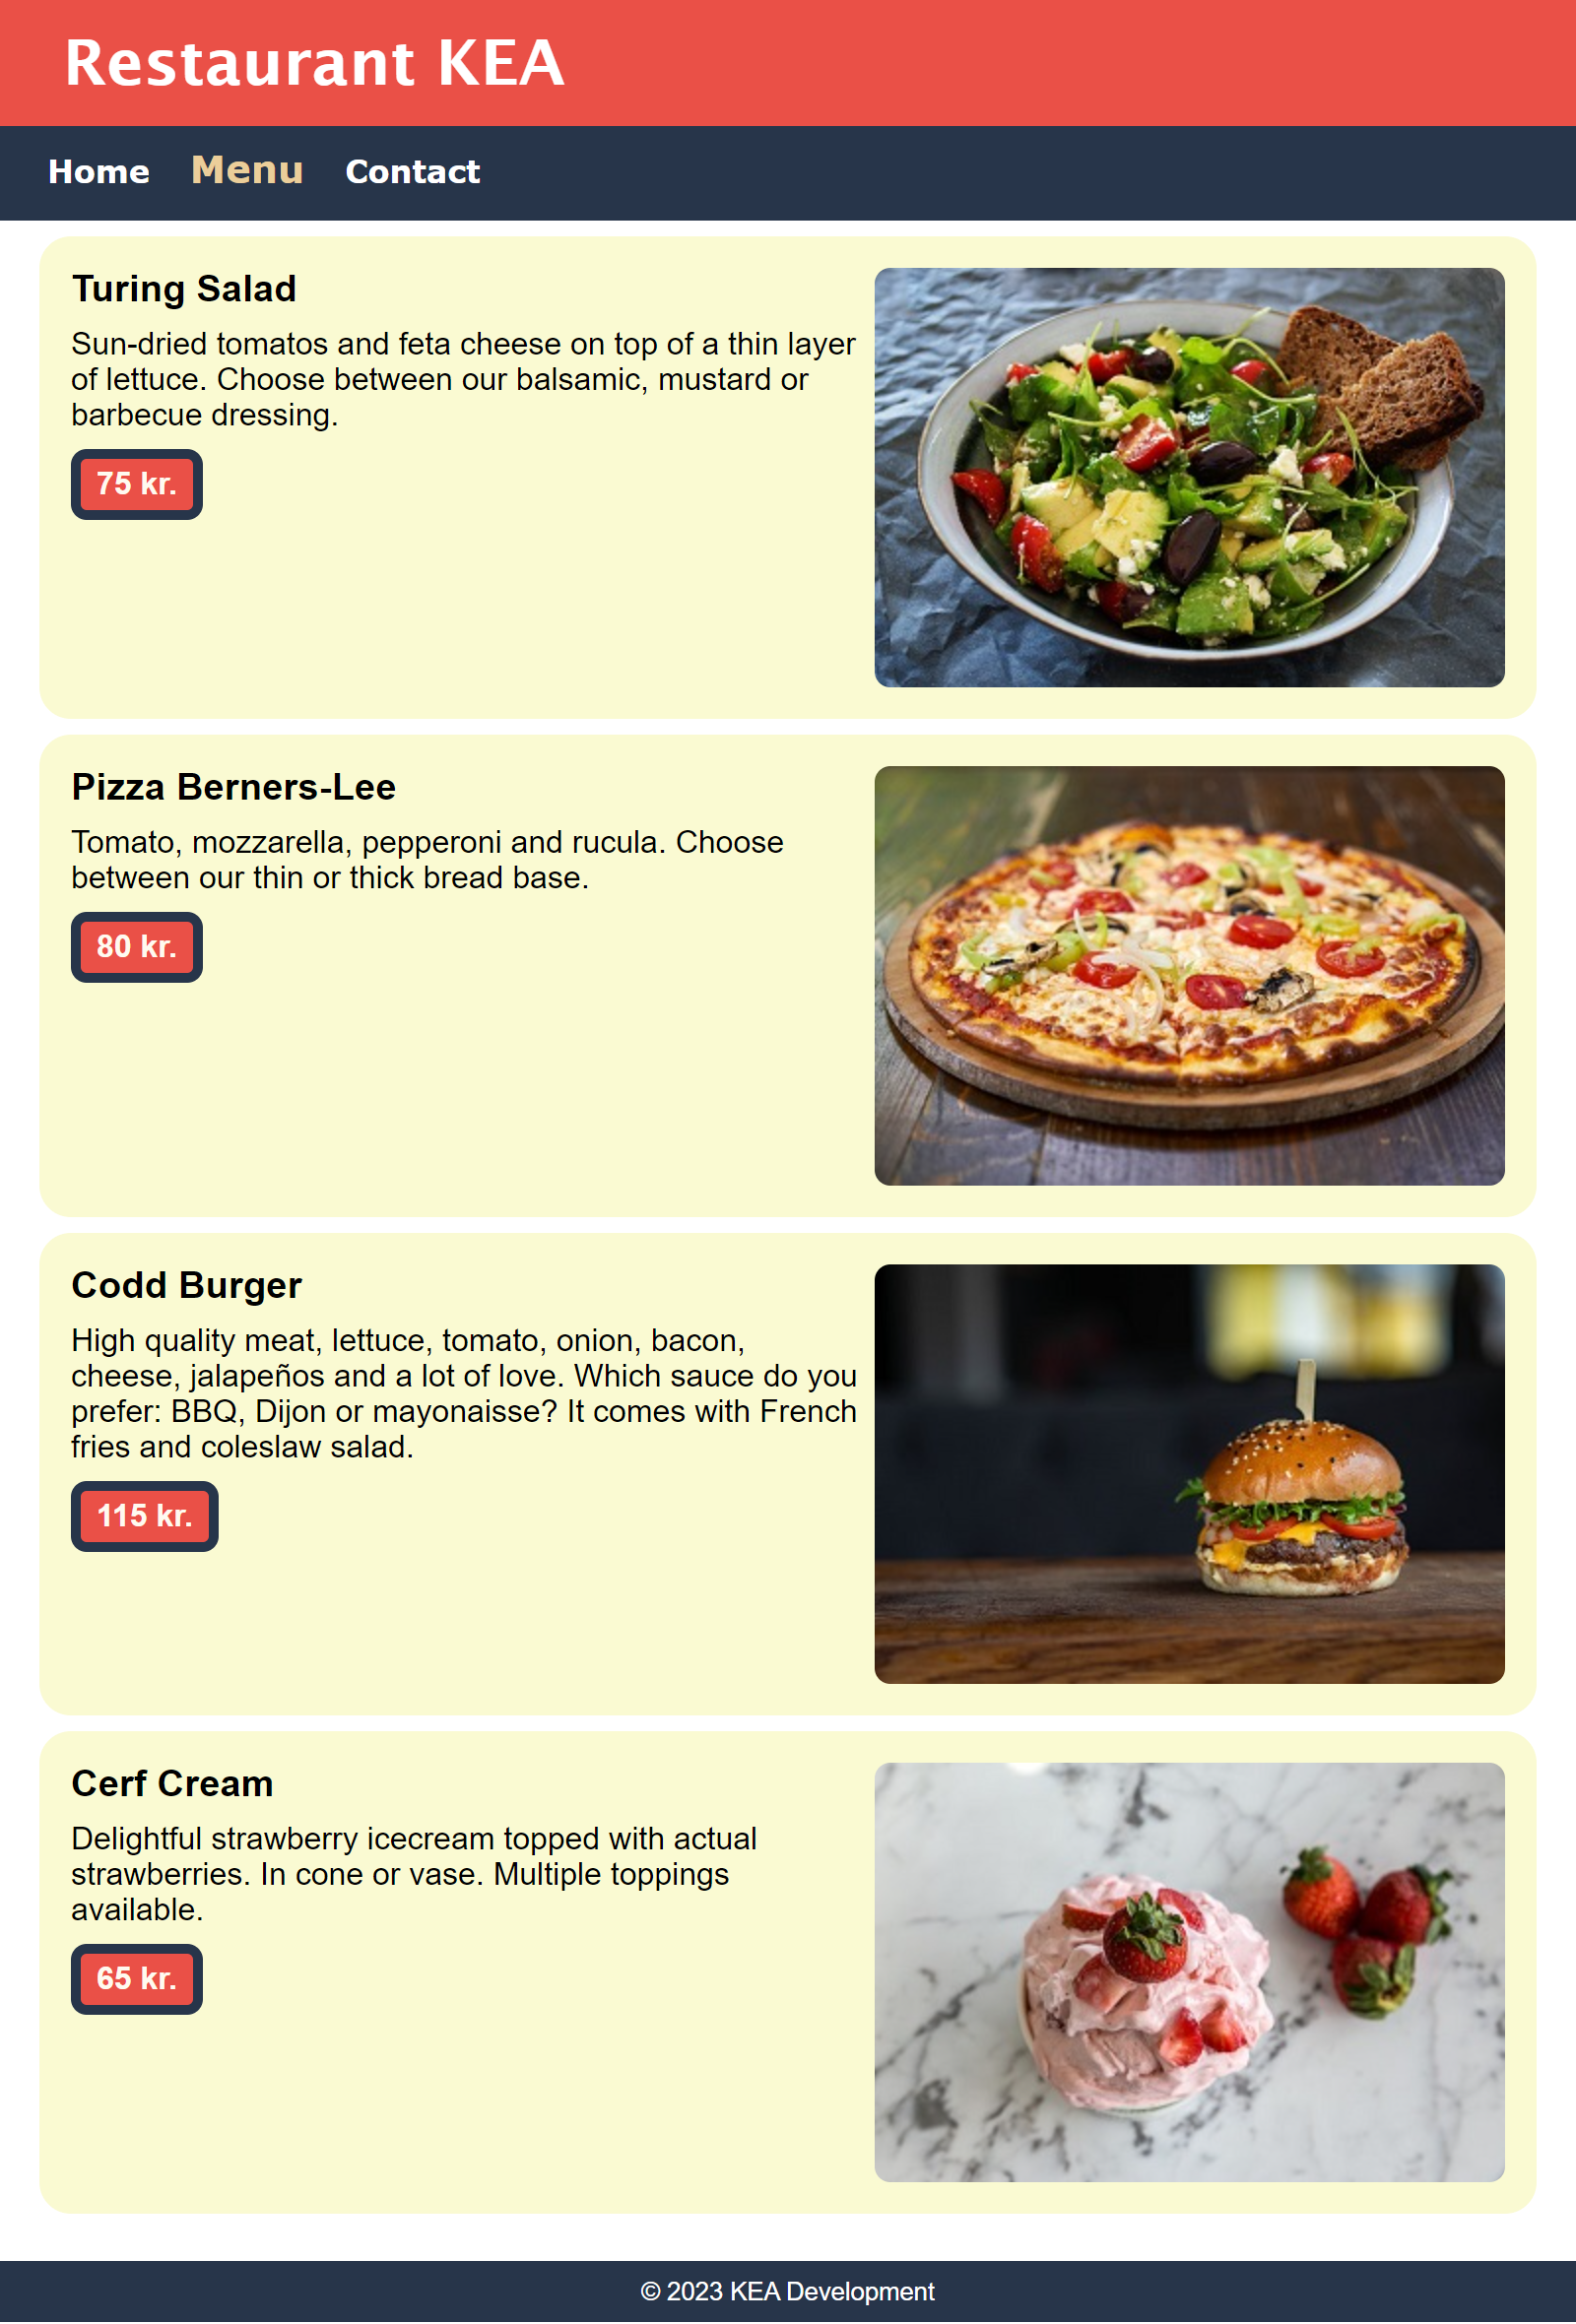 Restaurant KEA
Home Menu Contact
Turing Salad
Sun-dried tomatos and feta cheese on top of a thin layer
of lettuce. Choose between our balsamic, mustard or
barbecue dressing.
75 kr.
Pizza Berners-Lee
Tomato, mozzarella, pepperoni and rucula. Choose
between our thin or thick bread base.
80 kr.
Codd Burger
High quality meat, lettuce, tomato, onion, bacon,
cheese, jalapeños and a lot of love. Which sauce do you
prefer: BBQ, Dijon or mayonaisse? It comes with French
fries and coleslaw salad.
115 kr.
Cerf Cream
Delightful strawberry icecream topped with actual
strawberries. In cone or vase. Multiple toppings
available.
65 kr.
© 2023 KEA Development